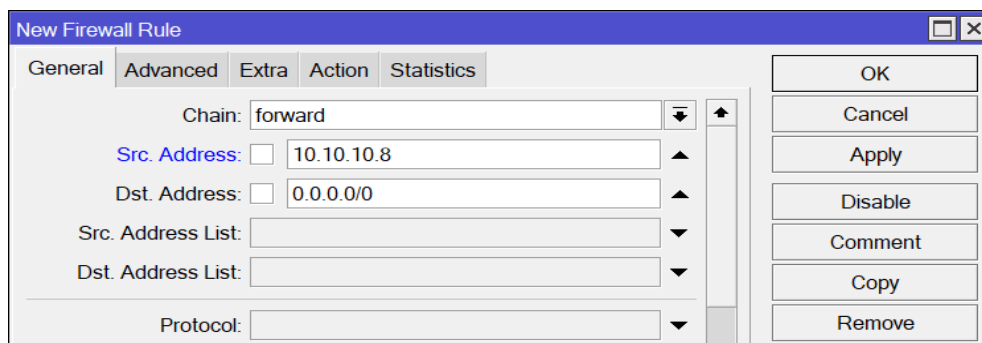 New Firewall Rule
General Advanced Extra Action Statistics
Chain: forward
Src. Address: 10.10.10.8
Dst. Address: 0.0.0.0/0
Src. Address List:
Dst. Address List:
Protocol:
OK
Cancel
Apply
Disable
Comment
Copy
Remove